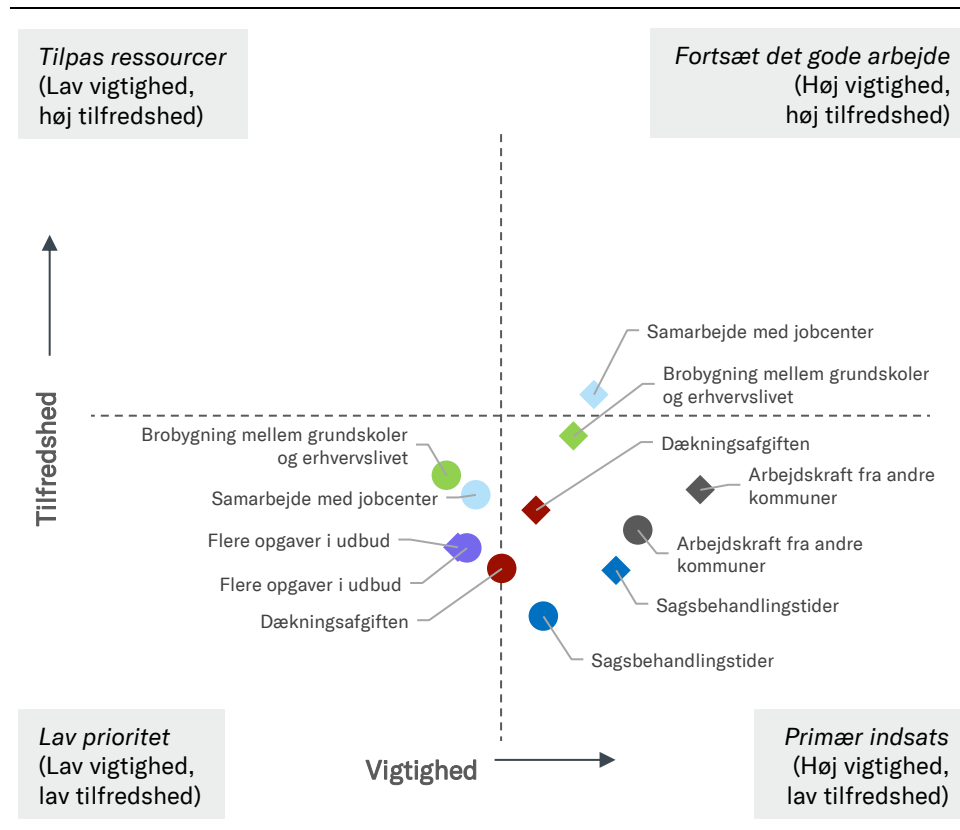 Tilpas ressourcer
(Lav vigtighed,
høj tilfredshed)
Fortsæt det gode arbejde
(Høj vigtighed,
høj tilfredshed)
Tilfredshed
Samarbejde med jobcenter
Brobygning mellem grundskoler
og erhvervslivet
Brobygning mellem grundskoler
og erhvervslivet
Dækningsafgiften
Samarbejde med jobcenter
Arbejdskraft fra andre
kommuner
Flere opgaver i udbud
Arbejdskraft fra andre
kommuner
Flere opgaver i udbud
Sagsbehandlingstider
Dækningsafgiften
Sagsbehandlingstider
Lav prioritet
(Lav vigtighed,
lav tilfredshed)
Vigtighed
Primær indsats
(Høj vigtighed,
lav tilfredshed)